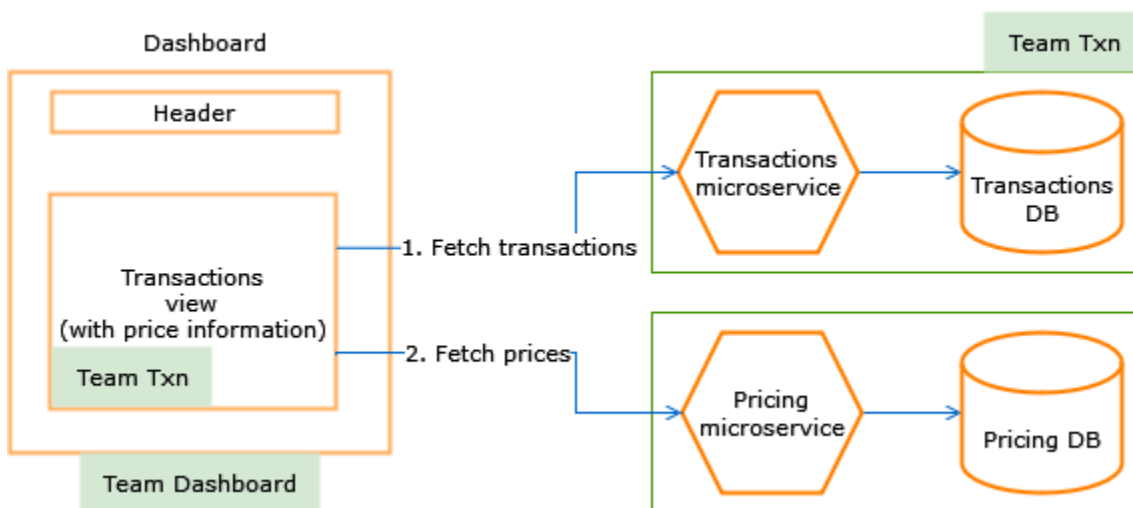 Dashboard
Team Txn
Header
Transactions
microservice
Transactions
DB
1. Fetch transactions
Transactions
view
(with price information)
2. Fetch prices
Team Txn
Pricing
microservice
Pricing DB
Team Dashboard